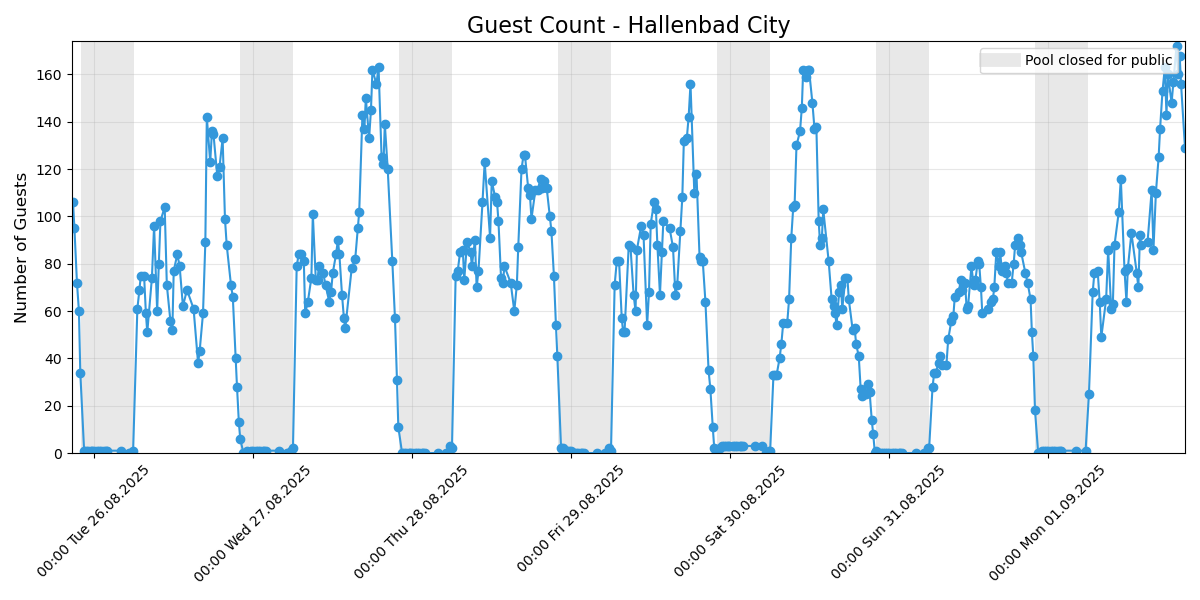 Guest Count - Hallenbad City
Pool closed for public
Number of Guests
160
140
120
100
80
60
40
20
0
00:00 Tue 26.08.2025
00:00 Wed 27.08.2025
00:00 Thu 28.08.2025
00:00 Fri 29.08.2025
00:00 Sat 30.08.2025
00:00 Sun 31.08.2025
00:00 Mon 01.09.2025